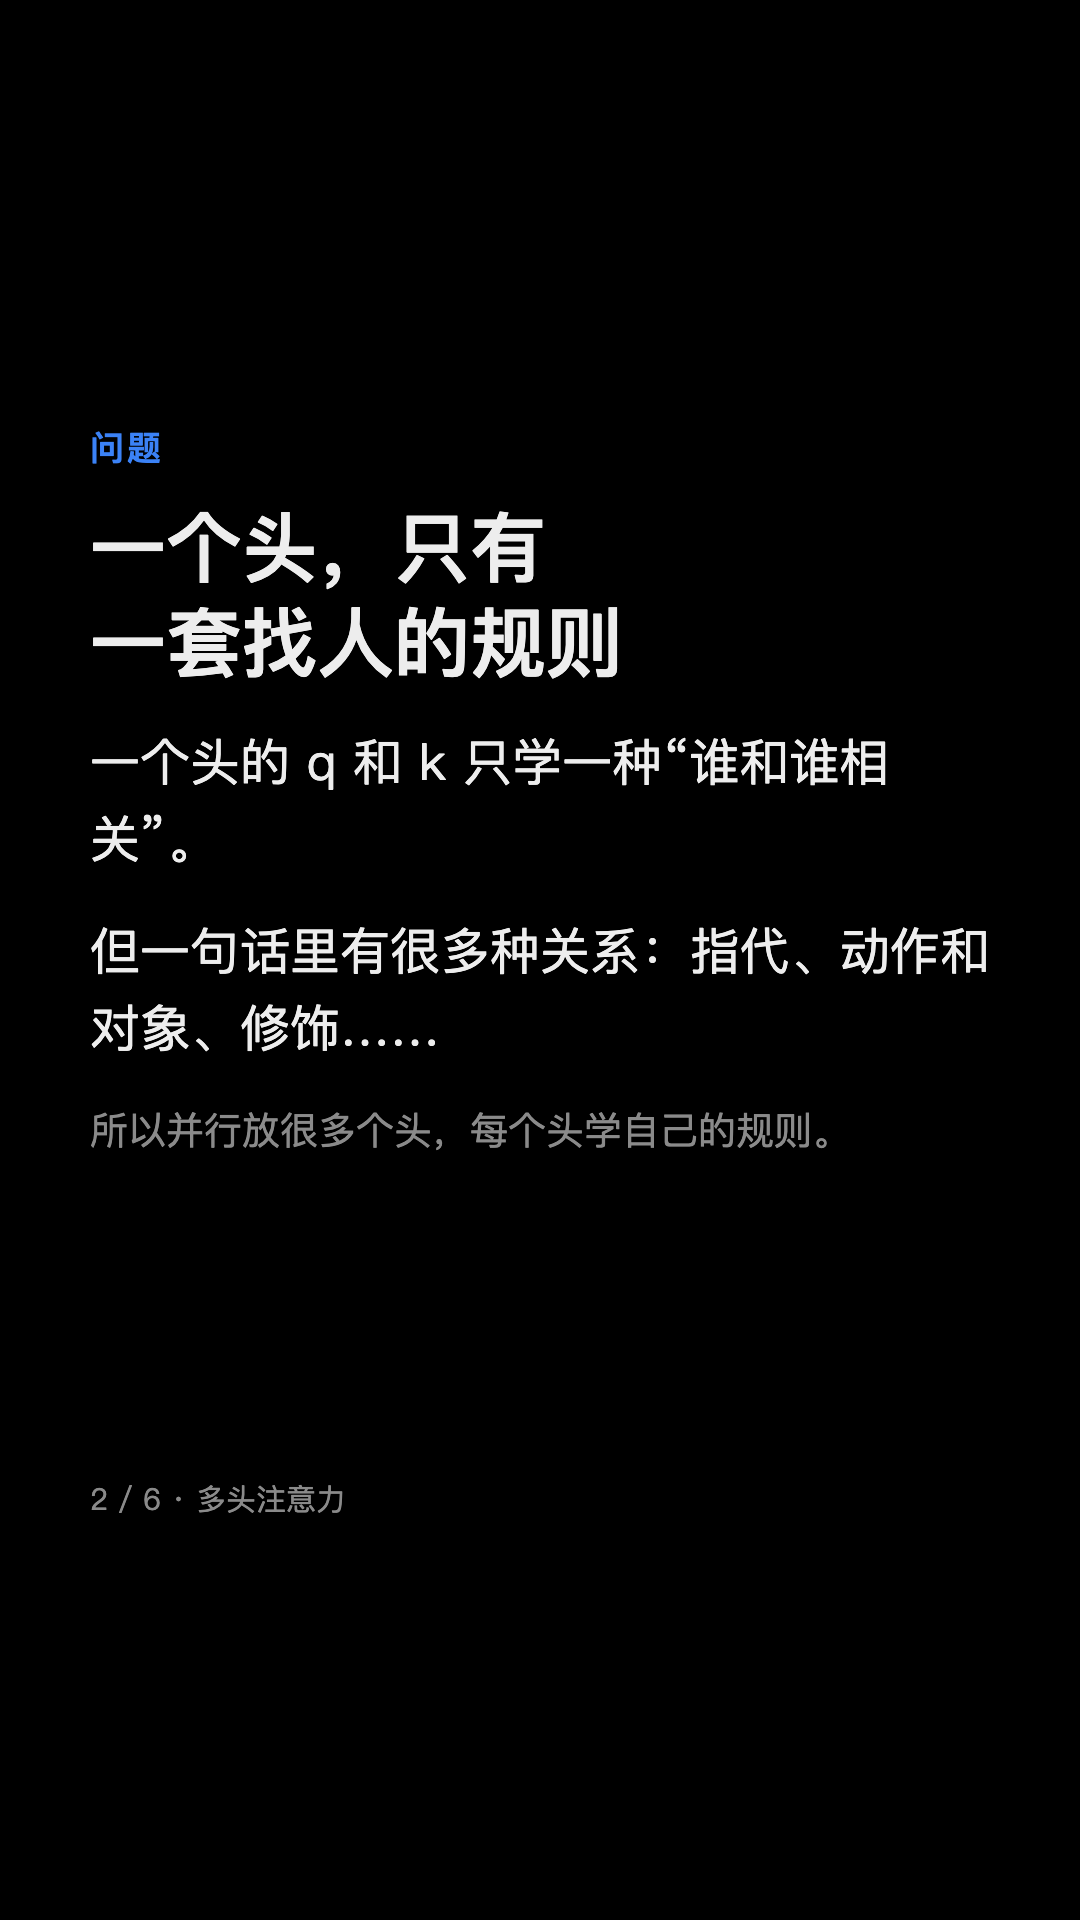 问题
一个头，只有
一套找人的规则
一个头的 q 和 k 只学一种“谁和谁相
关”。
但一句话里有很多种关系：指代、动作和
对象、修饰……
所以并行放很多个头，每个头学自己的规则。
2 / 6 · 多头注意力